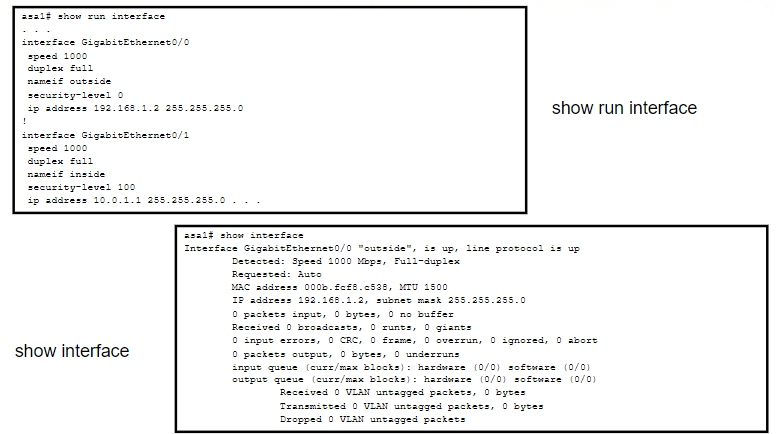 asa1# show run interface
. . .
interface GigabitEthernet0/0
speed 1000
duplex full
nameif outside
security-level 0
ip address 192.168.1.2 255.255.255.0
!
interface GigabitEthernet0/1
speed 1000
duplex full
nameif inside
security-level 100
ip address 10.0.1.1 255.255.255.0 . . .
show run interface
asa1# show interface
Interface GigabitEthernet0/0 "outside", is up, line protocol is up
Detected: Speed 1000 Mbps, Full-duplex
Requested: Auto
MAC address 000b.fcf8.c538, MTU 1500
IP address 192.168.1.2, subnet mask 255.255.255.0
0 packets input, 0 bytes, 0 no buffer
Received 0 broadcasts, 0 runts, 0 giants
0 input errors, 0 CRC, 0 frame, 0 overrun, 0 ignored, 0 abort
0 packets output, 0 bytes, 0 underruns
input queue (curr/max blocks): hardware (0/0) software (0/0)
output queue (curr/max blocks): hardware (0/0) software (0/0)
Received 0 VLAN untagged packets, 0 bytes
Transmitted 0 VLAN untagged packets, 0 bytes
Dropped 0 VLAN untagged packets
show interface